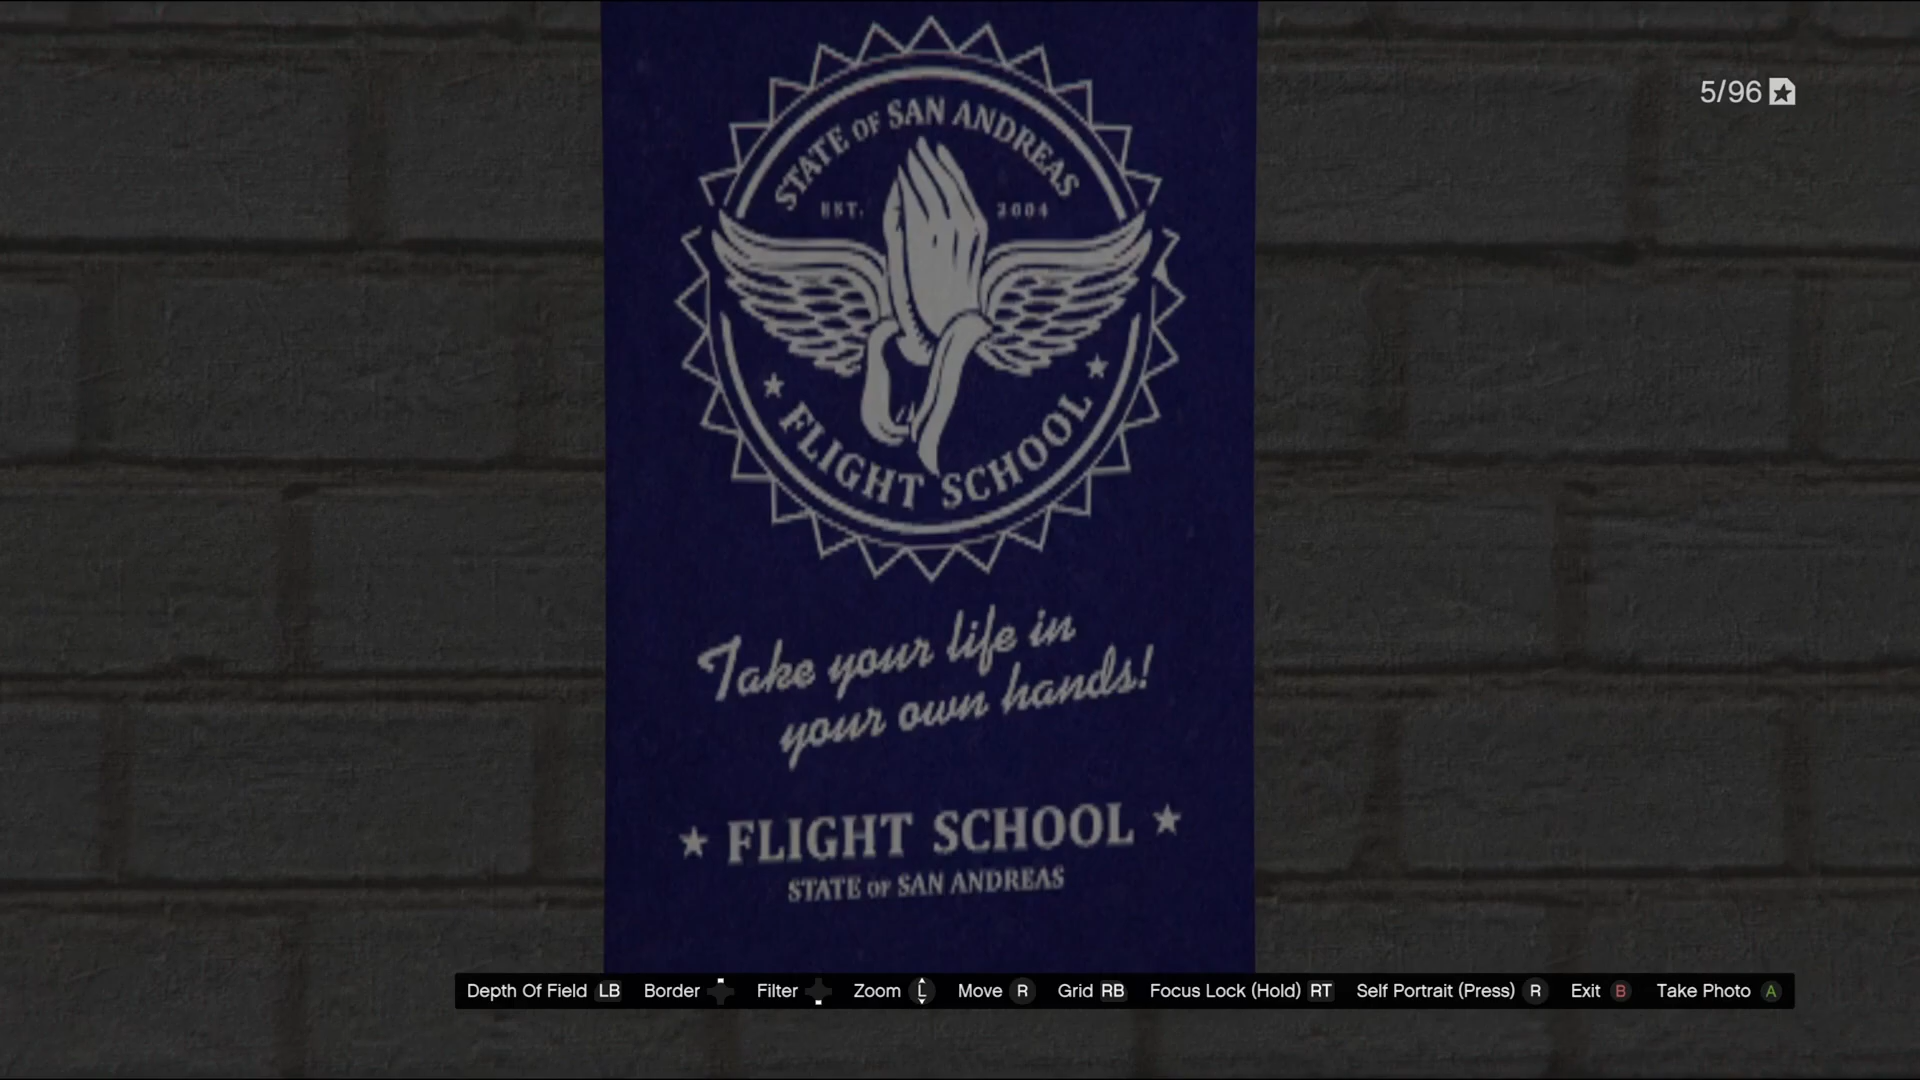 5/96
STATE OF SAN ANDREAS
EST. 2004
FLIGHT SCHOOL
Take your life in
your own hands!
FLIGHT SCHOOL
STATE OF SAN ANDREAS
Depth Of Field LB Border Filter Zoom L Move R Grid RB Focus Lock (Hold) RT Self Portrait (Press) R Exit B Take Photo A